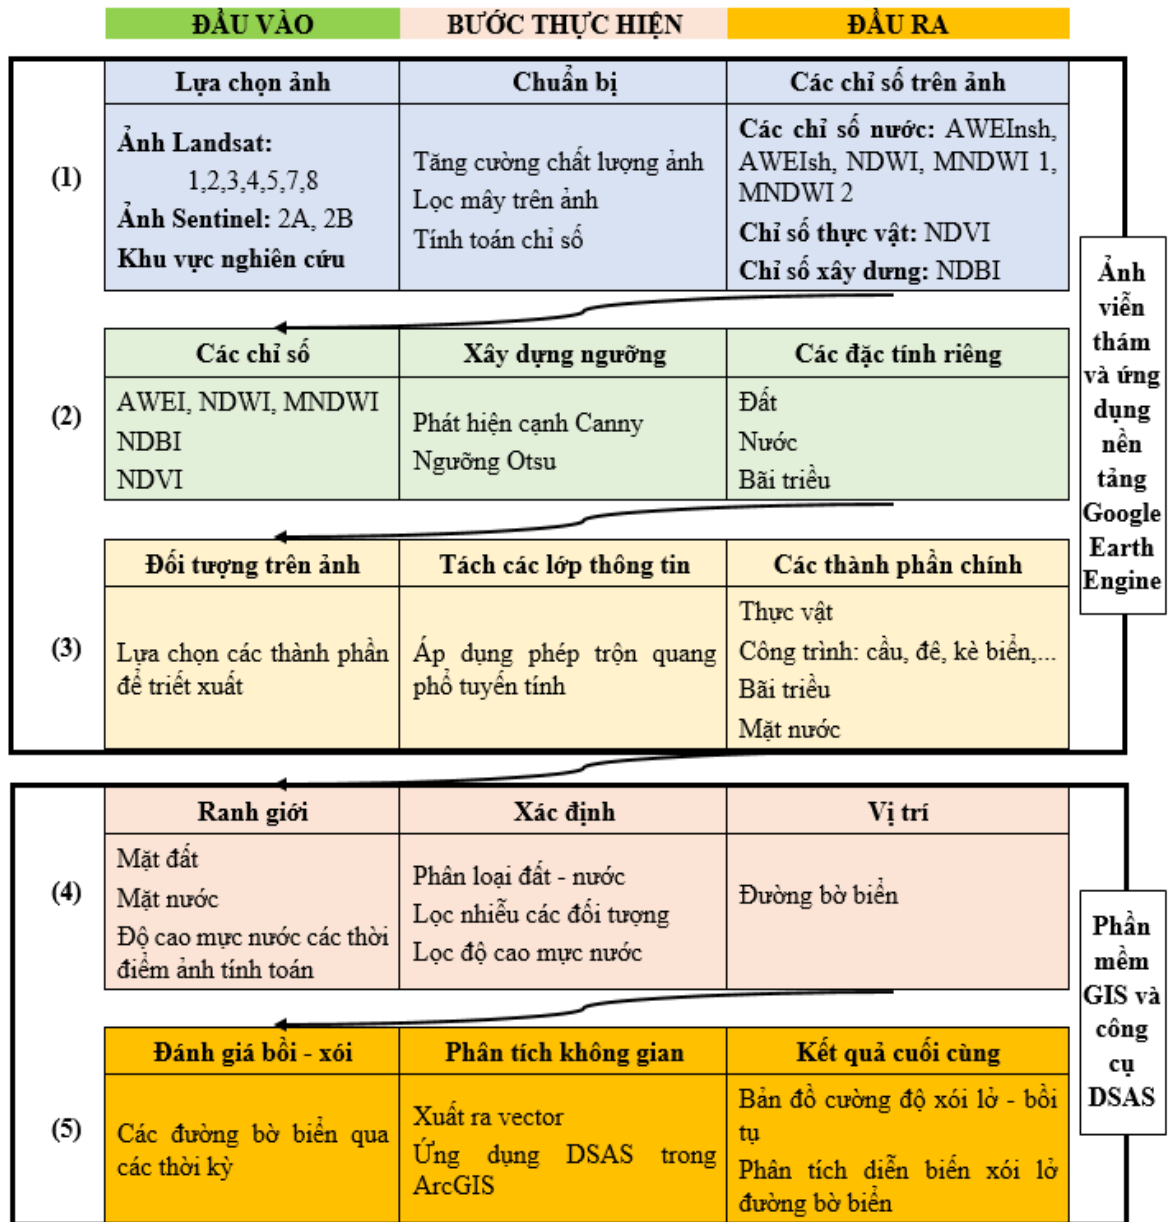 ĐẦU VÀO
BƯỚC THỰC HIỆN
ĐẦU RA
(1)
Lựa chọn ảnh
Ảnh Landsat:
1,2,3,4,5,7,8
Ảnh Sentinel: 2A, 2B
Khu vực nghiên cứu
Chuẩn bị
Tăng cường chất lượng ảnh
Lọc mây trên ảnh
Tính toán chỉ số
Các chỉ số trên ảnh
Các chỉ số nước: AWEInsh,
AWEIsh, NDWI, MNDWI 1,
MNDWI 2
Chỉ số thực vật: NDVI
Chỉ số xây dưng: NDBI
(2)
Các chỉ số
AWEI, NDWI, MNDWI
NDBI
NDVI
Xây dựng ngưỡng
Phát hiện cạnh Canny
Ngưỡng Otsu
Các đặc tính riêng
Đất
Nước
Bãi triều
(3)
Đối tượng trên ảnh
Lựa chọn các thành phần
để triết xuất
Tách các lớp thông tin
Áp dụng phép trộn quang
phổ tuyến tính
Các thành phần chính
Thực vật
Công trình: cầu, đê, kè biển,...
Bãi triều
Mặt nước
Ảnh
viễn
thám
và ứng
dụng
nền
tảng
Google
Earth
Engine
(4)
Ranh giới
Mặt đất
Mặt nước
Độ cao mực nước các thời
điểm ảnh tính toán
Xác định
Phân loại đất - nước
Lọc nhiễu các đối tượng
Lọc độ cao mực nước
Vị trí
Đường bờ biển
(5)
Đánh giá bồi - xói
Các đường bờ biển qua
các thời kỳ
Phân tích không gian
Xuất ra vector
Ứng dụng DSAS trong
ArcGIS
Kết quả cuối cùng
Bản đồ cường độ xói lở - bồi
tụ
Phân tích diễn biến xói lở
đường bờ biển
Phần
mềm
GIS và
công
cụ
DSAS